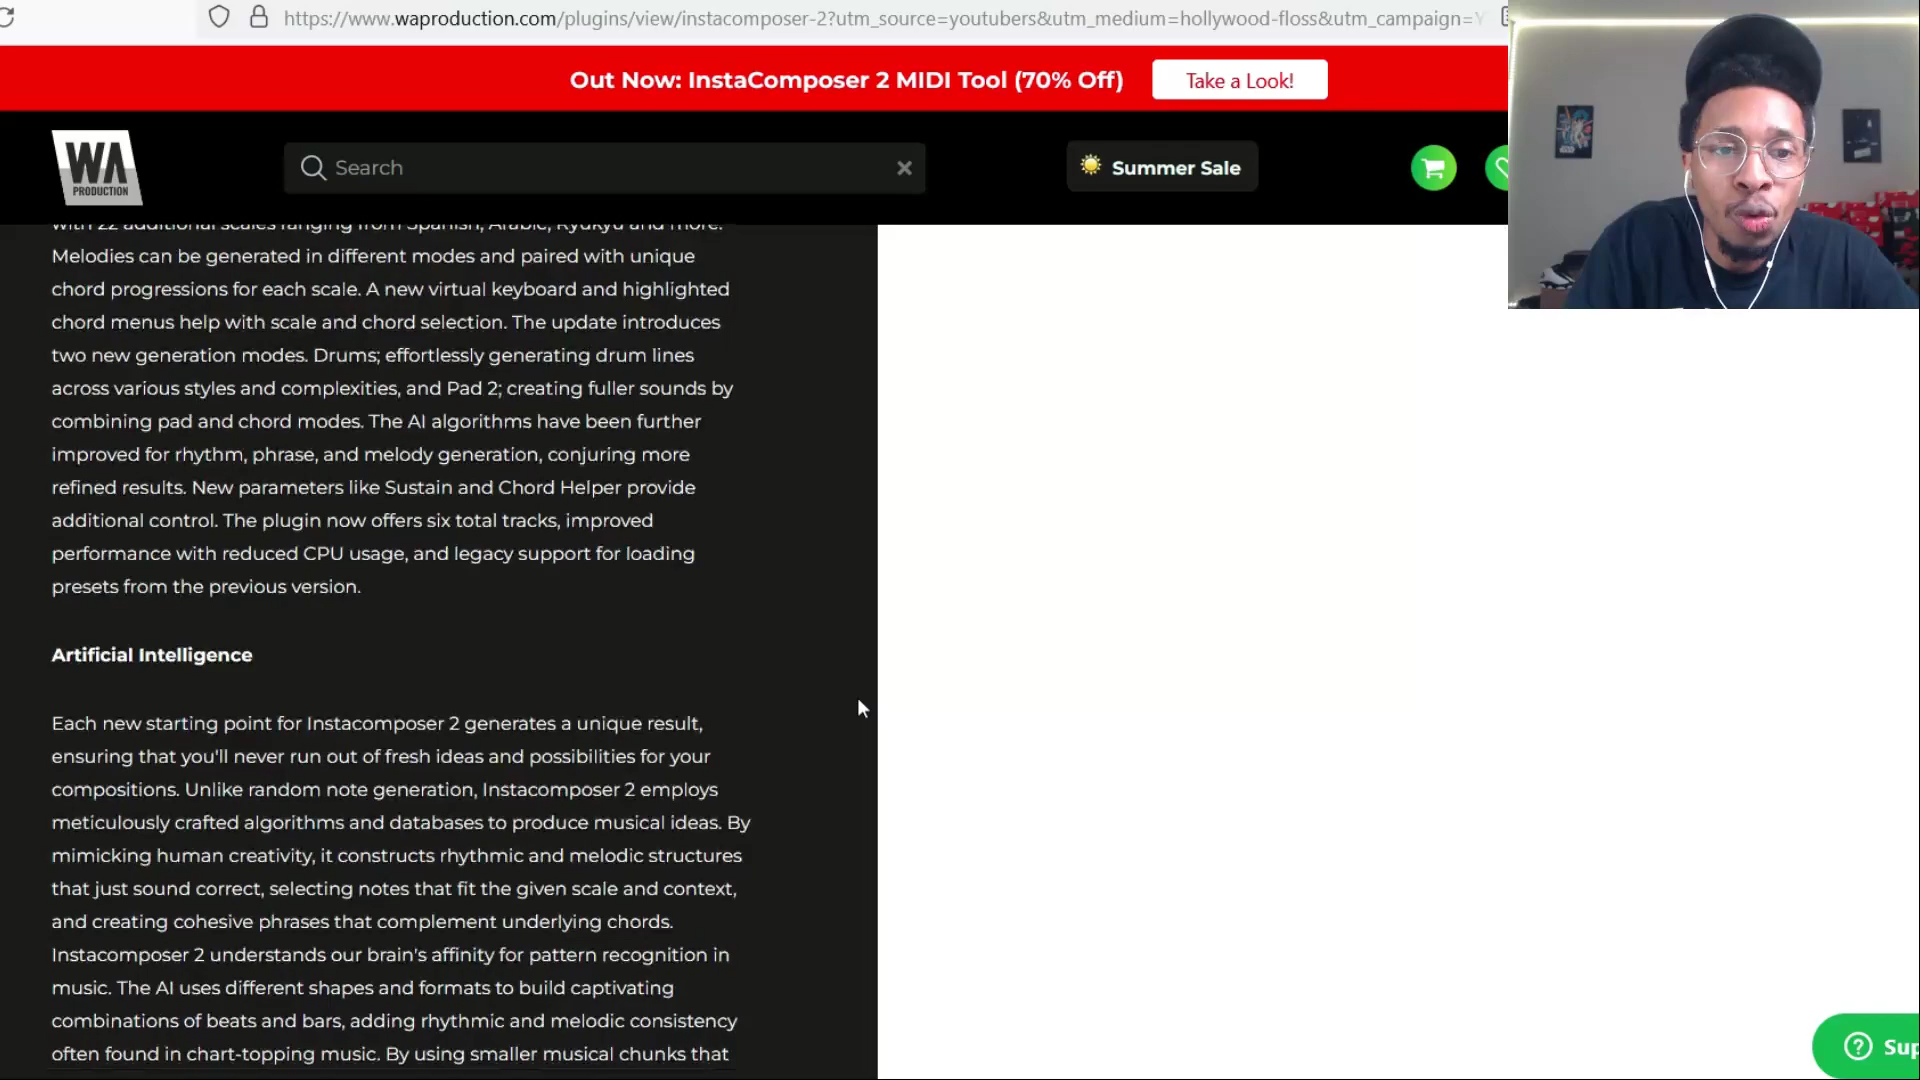 https://www.waproduction.com/plugins/view/instacomposer-2?utm_source=youtubers&utm_medium=hollywood-floss&utm_campaign=Y
Out Now: InstaComposer 2 MIDI Tool (70% Off)
Take a Look!
WA
PRODUCTION
Search
Summer Sale
with 22 additional scales ranging from Spanish, Arabic, Ryukyu and more.
Melodies can be generated in different modes and paired with unique
chord progressions for each scale. A new virtual keyboard and highlighted
chord menus help with scale and chord selection. The update introduces
two new generation modes. Drums; effortlessly generating drum lines
across various styles and complexities, and Pad 2; creating fuller sounds by
combining pad and chord modes. The AI algorithms have been further
improved for rhythm, phrase, and melody generation, conjuring more
refined results. New parameters like Sustain and Chord Helper provide
additional control. The plugin now offers six total tracks, improved
performance with reduced CPU usage, and legacy support for loading
presets from the previous version.
Artificial Intelligence
Each new starting point for Instacomposer 2 generates a unique result,
ensuring that you'll never run out of fresh ideas and possibilities for your
compositions. Unlike random note generation, Instacomposer 2 employs
meticulously crafted algorithms and databases to produce musical ideas. By
mimicking human creativity, it constructs rhythmic and melodic structures
that just sound correct, selecting notes that fit the given scale and context,
and creating cohesive phrases that complement underlying chords.
Instacomposer 2 understands our brain's affinity for pattern recognition in
music. The AI uses different shapes and formats to build captivating
combinations of beats and bars, adding rhythmic and melodic consistency
often found in chart-topping music. By using smaller musical chunks that
Sup